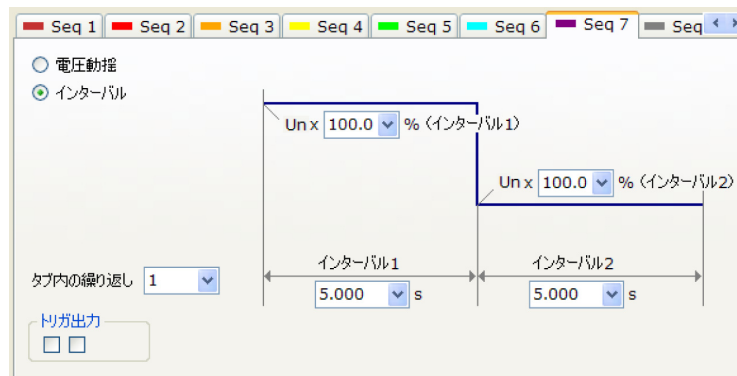 Seq 1 Seq 2 Seq 3 Seq 4 Seq 5 Seq 6 Seq 7 Seq
電圧動揺
インターバル
Un x 100.0 % (インターバル1)
Un x 100.0 % (インターバル2)
インターバル1 インターバル2
タブ内の繰り返し 1
5.000 s 5.000 s
トリガ出力